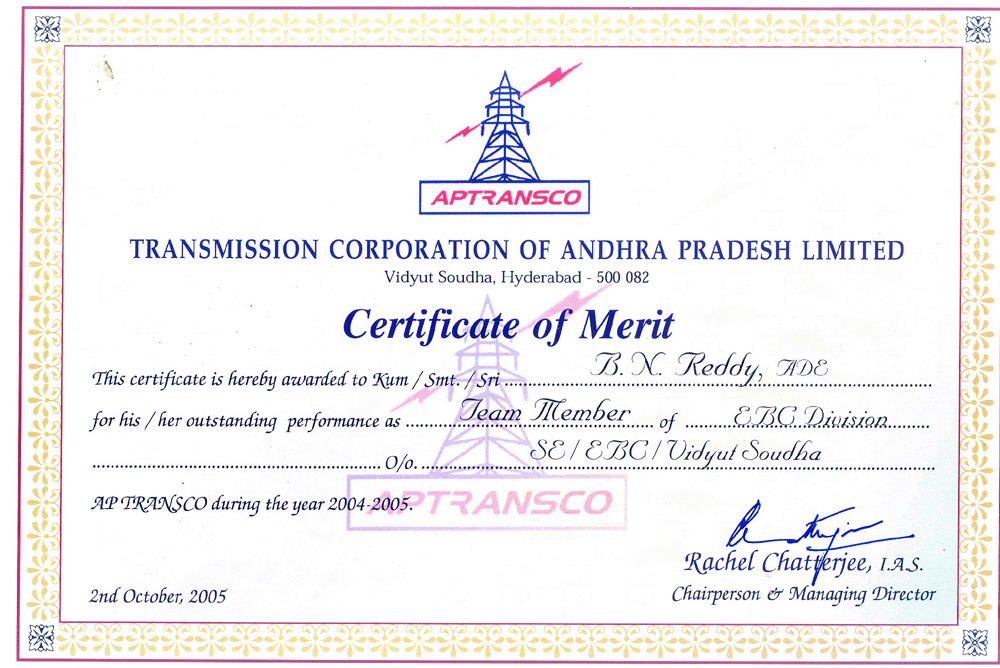 APTRANSCO
TRANSMISSION CORPORATION OF ANDHRA PRADESH LIMITED
Vidyut Soudha, Hyderabad - 500 082
Certificate of Merit
This certificate is hereby awarded to Kum / Smt. / Sri ........ B. N. Reddy, ADE ........
for his / her outstanding performance as ........ Team Member ........ of ........ EBC Division ........
........ O/o. ........ SE / EBC / Vidyut Soudha ........
AP TRANSCO during the year 2004-2005.
APTRANSCO
Rachel Chatterjee, I.A.S.
Chairperson & Managing Director
2nd October, 2005